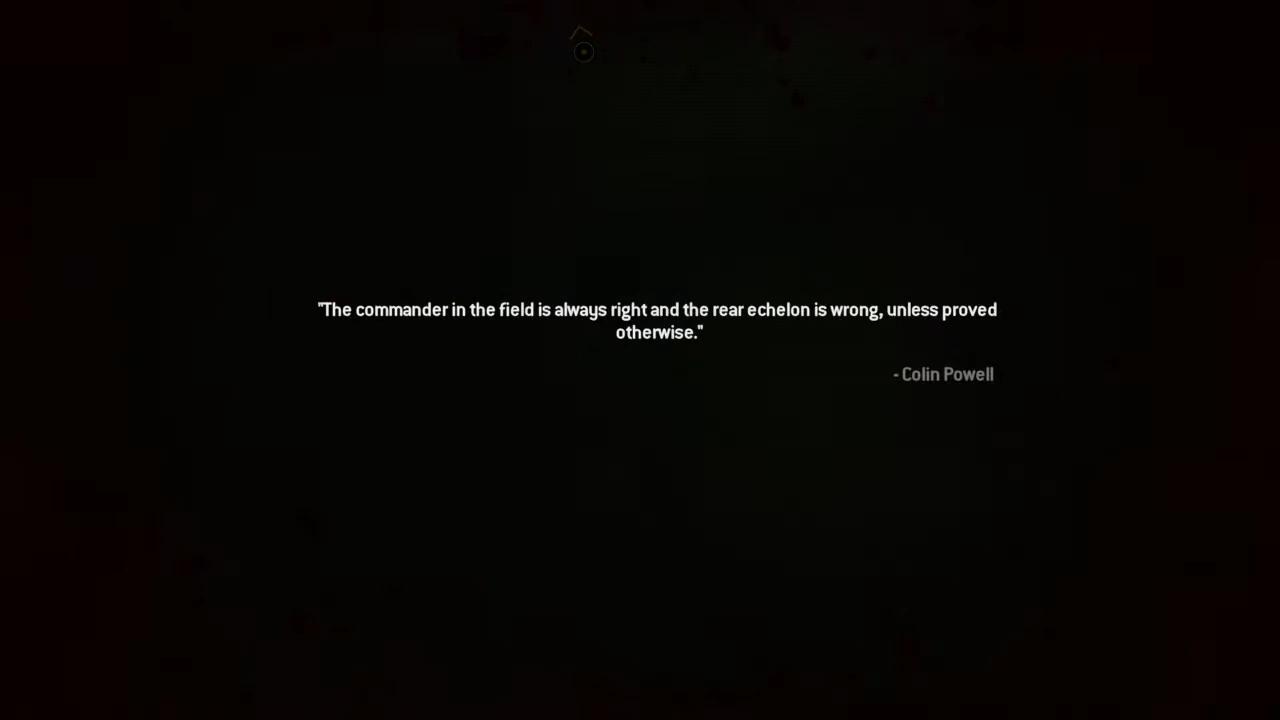 "The commander in the field is always right and the rear echelon is wrong, unless proved
otherwise."
- Colin Powell